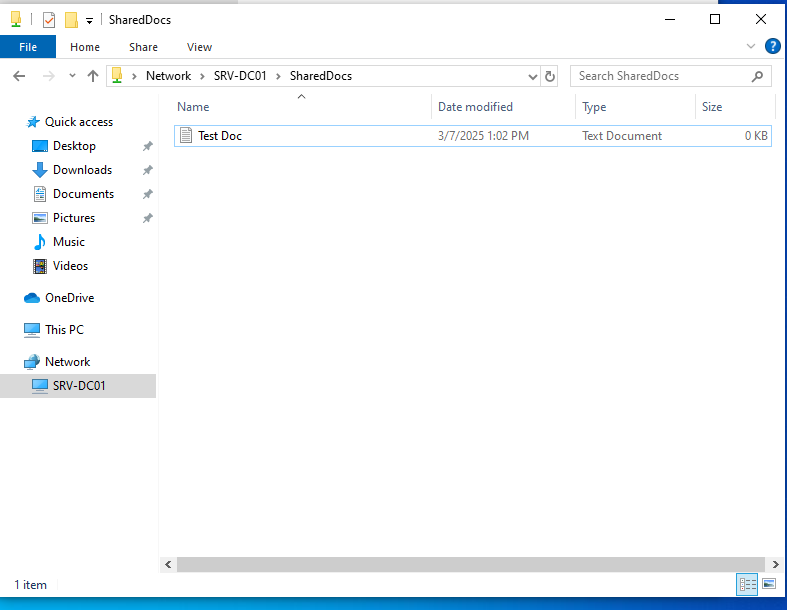 SharedDocs
File Home Share View ?
Network SRV-DC01 SharedDocs Search SharedDocs
Name Date modified Type Size
Quick access
Test Doc 3/7/2025 1:02 PM Text Document 0 KB
Desktop
Downloads
Documents
Pictures
Music
Videos
OneDrive
This PC
Network
SRV-DC01
1 item